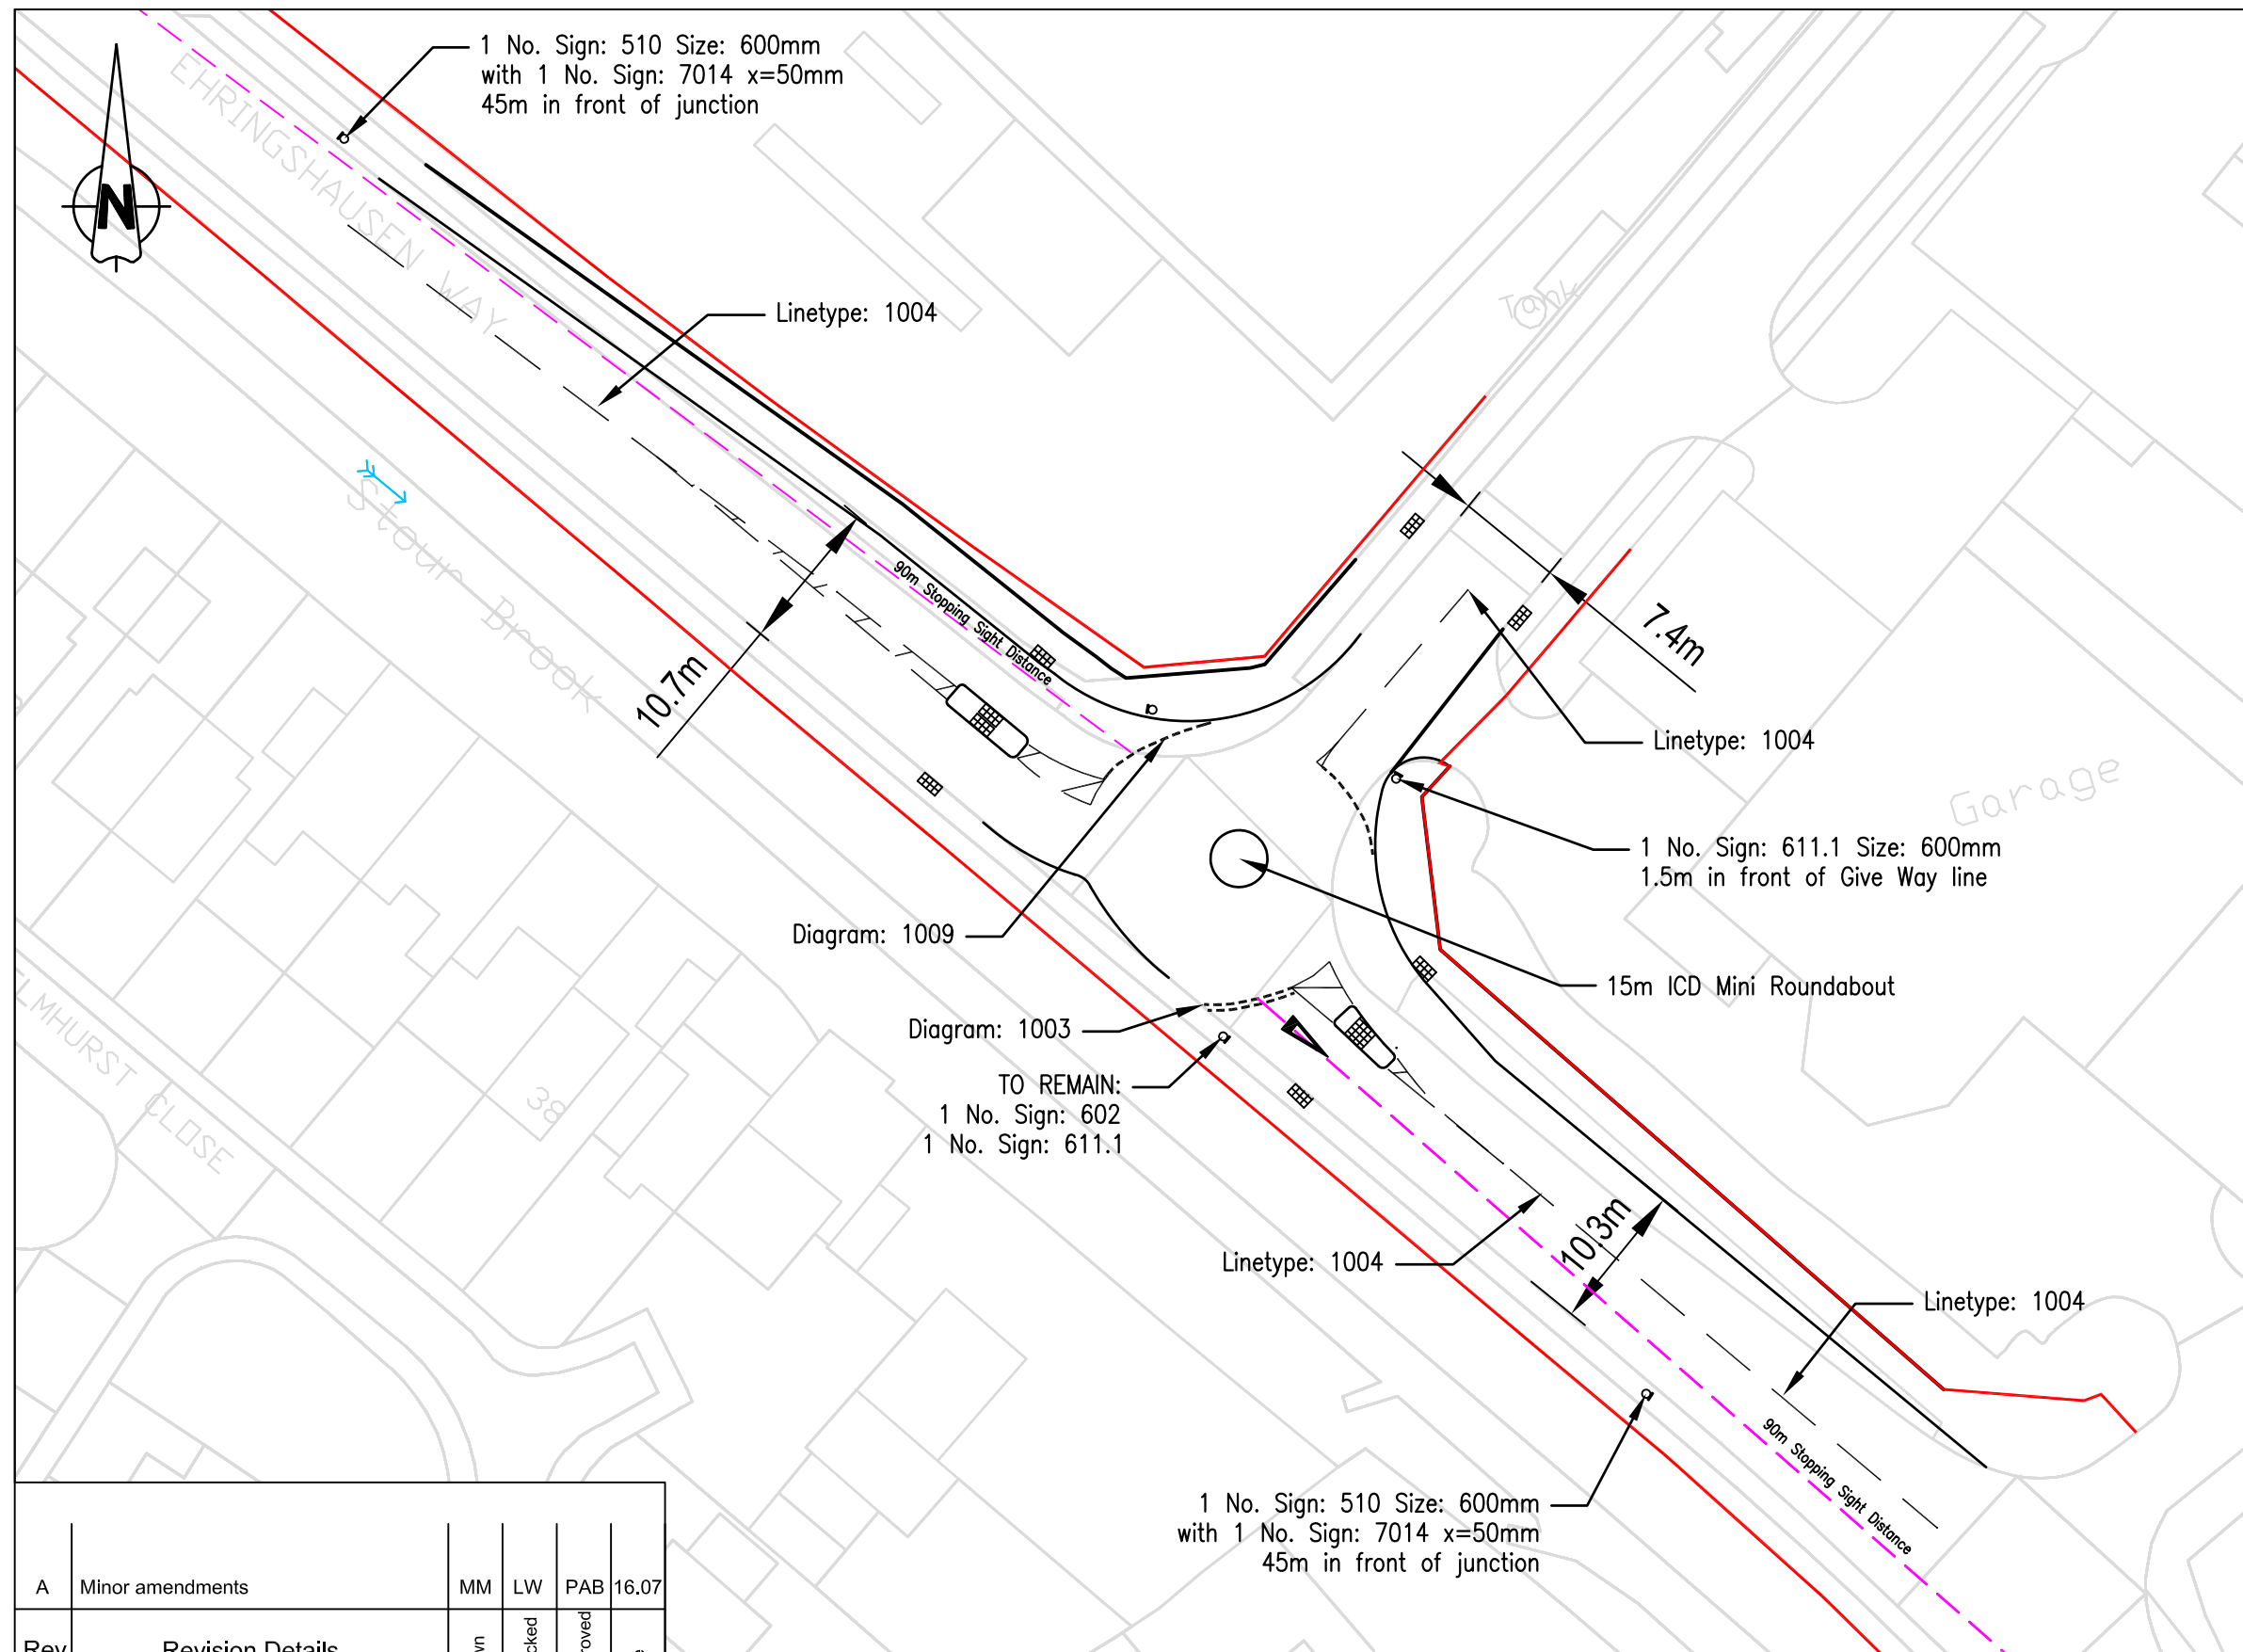 1 No. Sign: 510 Size: 600mm
with 1 No. Sign: 7014 x=50mm
45m in front of junction
EHRINGSHAUSEN WAY
N
Linetype: 1004
Tank
Stour Brook
90m Stopping Sight Distance
10.7m
7.4m
Linetype: 1004
Garage
1 No. Sign: 611.1 Size: 600mm
1.5m in front of Give Way line
Diagram: 1009
15m ICD Mini Roundabout
Diagram: 1003
TO REMAIN:
1 No. Sign: 602
1 No. Sign: 611.1
ELMHURST CLOSE
38
10.3m
Linetype: 1004
Linetype: 1004
90m Stopping Sight Distance
1 No. Sign: 510 Size: 600mm
with 1 No. Sign: 7014 x=50mm
45m in front of junction
A Minor amendments MM LW PAB 16.07
Rev Revision Details